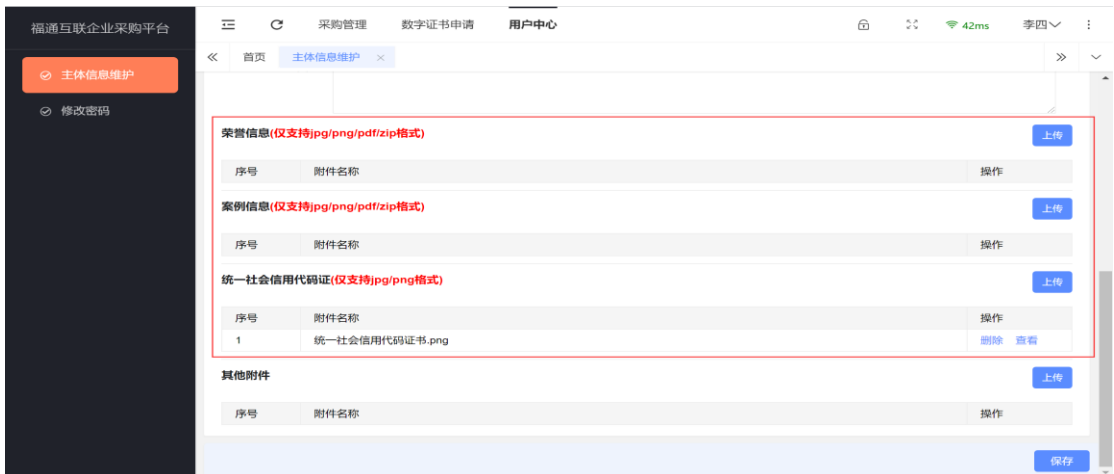 福通互联企业采购平台
采购管理 数字证书申请 用户中心 42ms 李四
首页 主体信息维护 ×
主体信息维护
修改密码
荣誉信息(仅支持jpg/png/pdf/zip格式) 上传
序号 附件名称 操作
案例信息(仅支持jpg/png/pdf/zip格式) 上传
序号 附件名称 操作
统一社会信用代码证(仅支持jpg/png格式) 上传
序号 附件名称 操作
1 统一社会信用代码证书.png 删除 查看
其他附件 上传
序号 附件名称 操作
保存